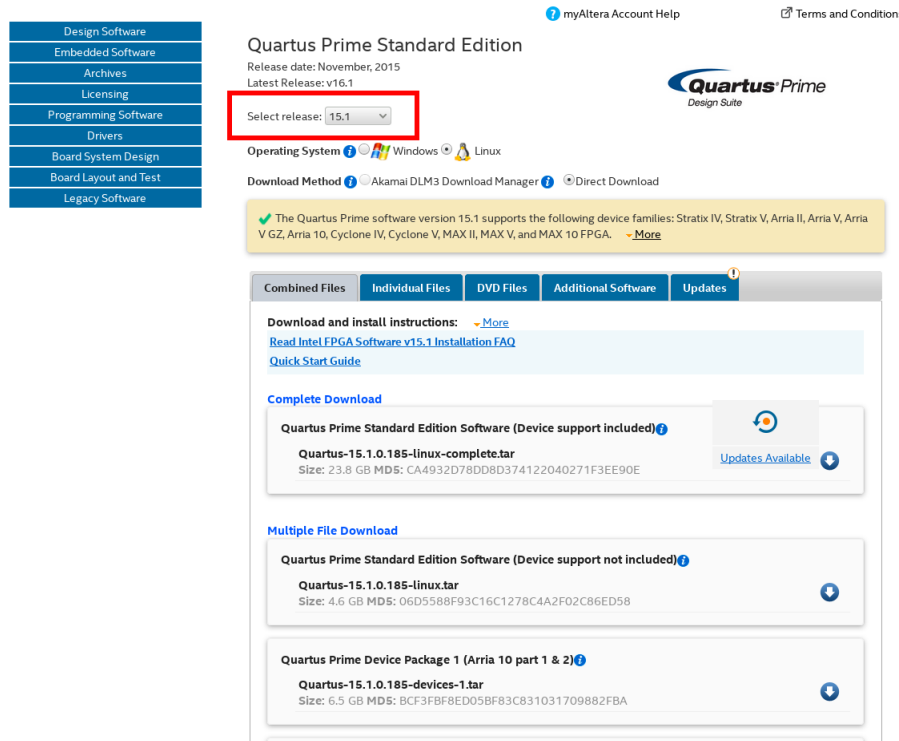 myAltera Account Help
Terms and Condition
Design Software
Embedded Software
Archives
Licensing
Programming Software
Drivers
Board System Design
Board Layout and Test
Legacy Software
Quartus Prime Standard Edition
Release date: November, 2015
Latest Release: v16.1
Quartus Prime
Design Suite
Select release: 15.1
Operating System Windows Linux
Download Method Akamai DLM3 Download Manager Direct Download
The Quartus Prime software version 15.1 supports the following device families: Stratix IV, Stratix V, Arria II, Arria V, Arria
V GZ, Arria 10, Cyclone IV, Cyclone V, MAX II, MAX V, and MAX 10 FPGA. More
Combined Files Individual Files DVD Files Additional Software Updates
Download and install instructions: More
Read Intel FPGA Software v15.1 Installation FAQ
Quick Start Guide
Complete Download
Quartus Prime Standard Edition Software (Device support included)
Quartus-15.1.0.185-linux-complete.tar
Size: 23.8 GB MD5: CA4932D78DD8D374122040271F3EE90E
Updates Available
Multiple File Download
Quartus Prime Standard Edition Software (Device support not included)
Quartus-15.1.0.185-linux.tar
Size: 4.6 GB MD5: 06D5588F93C16C1278C4A2F02C86ED58
Quartus Prime Device Package 1 (Arria 10 part 1 & 2)
Quartus-15.1.0.185-devices-1.tar
Size: 6.5 GB MD5: BCF3FBF8ED05BF83C831031709882FBA